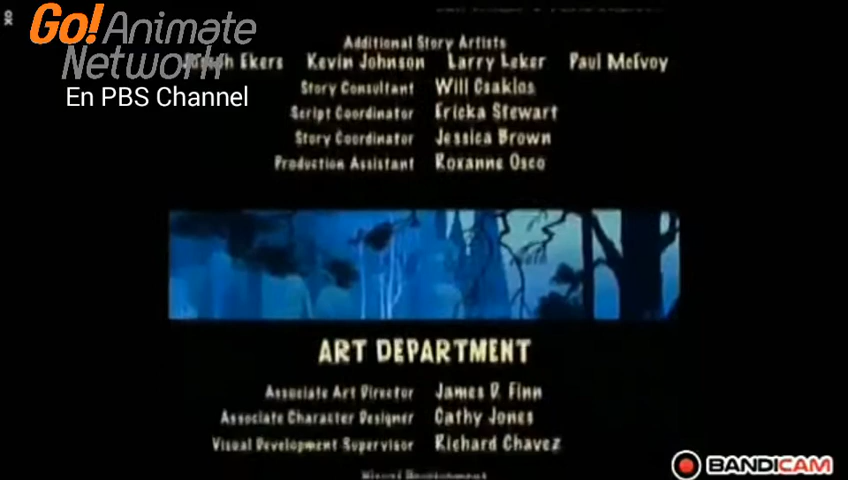 Go!Animate
Network
En PBS Channel
Additional Story Artists
Ekers Kevin Johnson Larry Leker Paul McEvoy
Story Consultant Will Csaklos
Script Coordinator Ericka Stewart
Story Coordinator Jessica Brown
Production Assistant Roxanne Osco
ART DEPARTMENT
Associate Art Director James D. Finn
Associate Character Designer Cathy Jones
Visual Development Supervisor Richard Chavez
BANDICAM